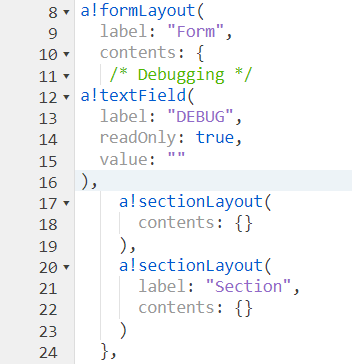 8 a!formLayout(
9 label: "Form",
10 contents: {
11 /* Debugging */
12 a!textField(
13 label: "DEBUG",
14 readOnly: true,
15 value: ""
16 ),
17 a!sectionLayout(
18 contents: {}
19 ),
20 a!sectionLayout(
21 label: "Section",
22 contents: {}
23 )
24 },